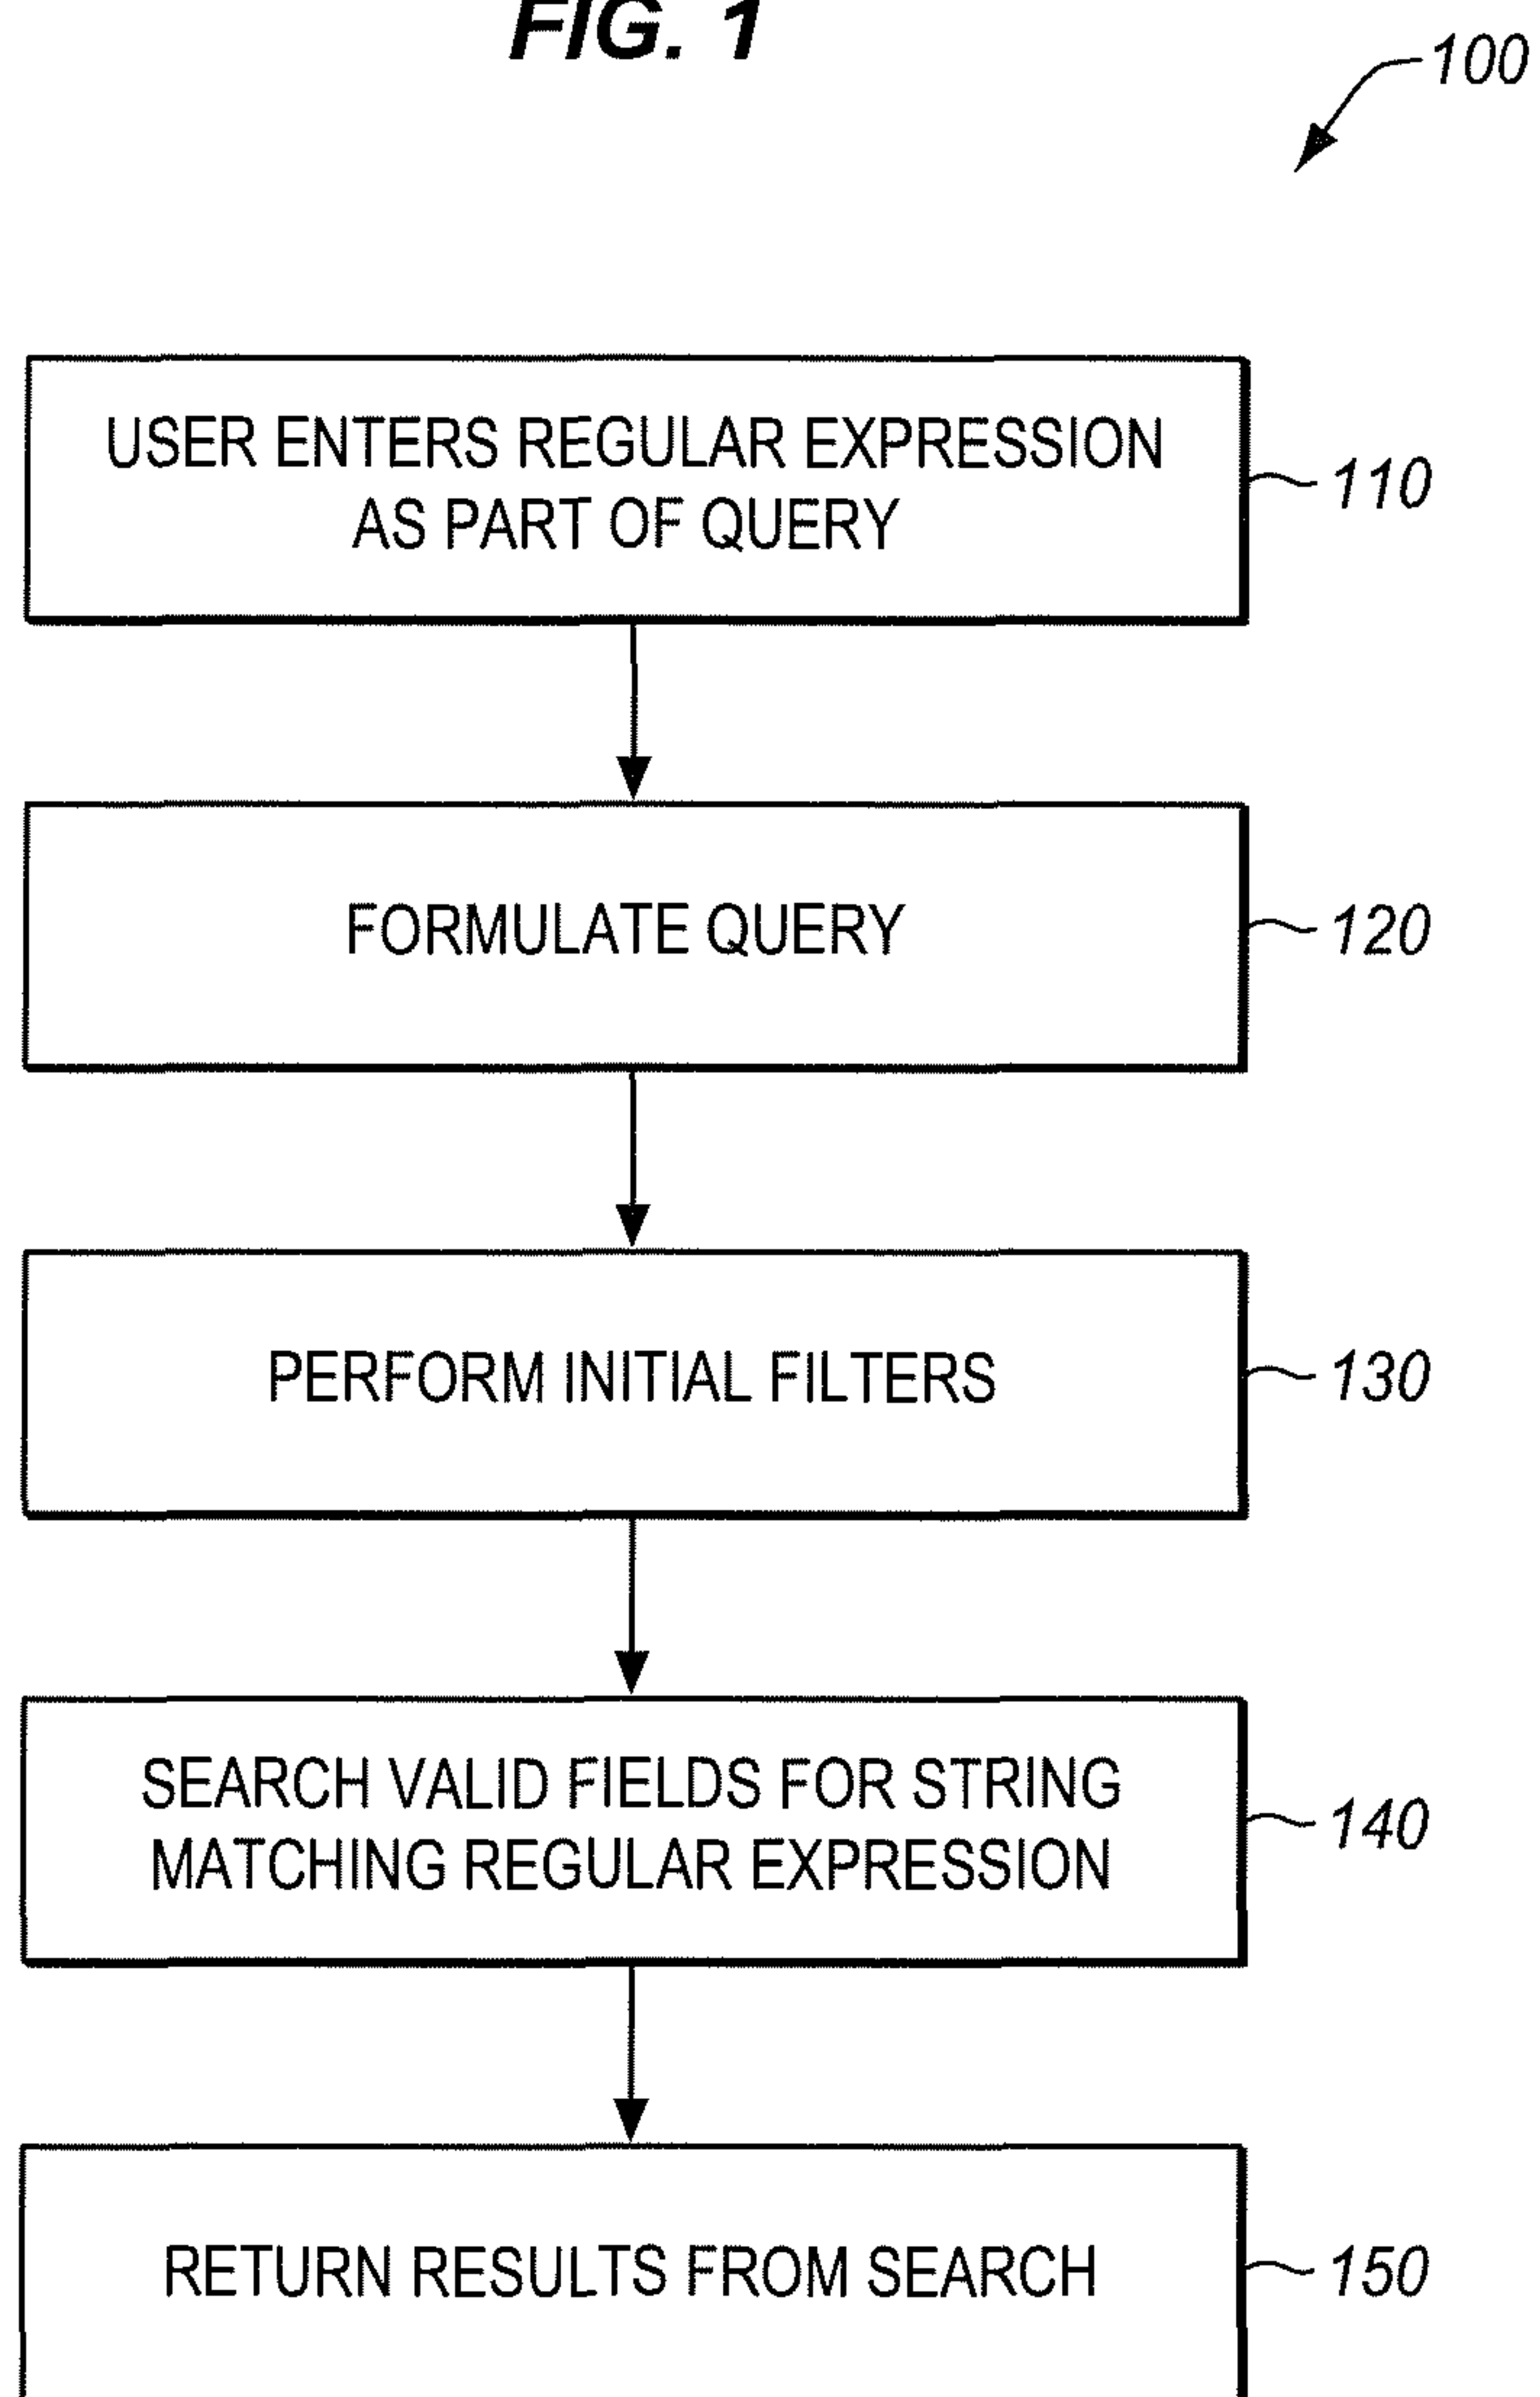 FIG. 1
100
USER ENTERS REGULAR EXPRESSION
AS PART OF QUERY
110
FORMULATE QUERY
120
PERFORM INITIAL FILTERS
130
SEARCH VALID FIELDS FOR STRING
MATCHING REGULAR EXPRESSION
140
RETURN RESULTS FROM SEARCH
150